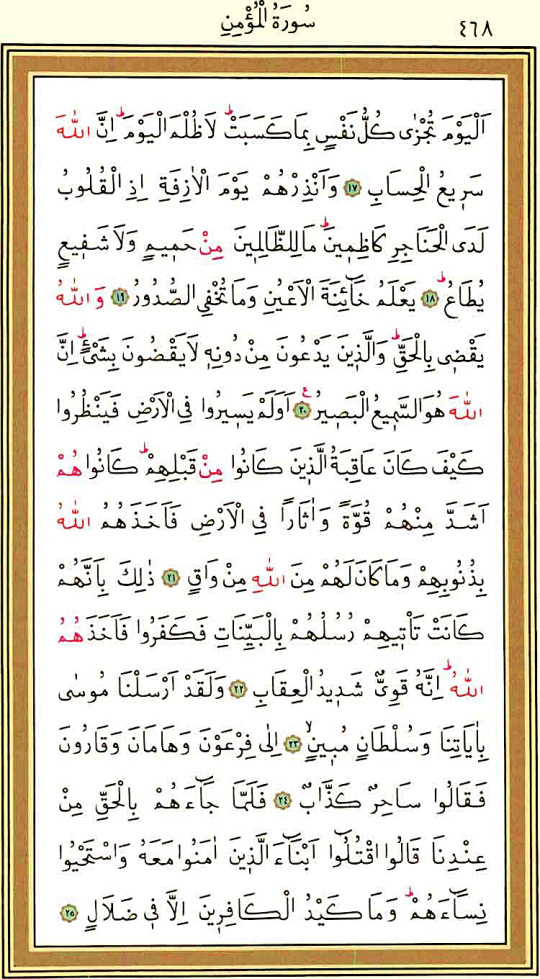 سُورَةُ الْمُؤْمِنِ ٤٦٨
اَلْيَوْمَ تُجْزٰى كُلُّ نَفْسٍ بِمَا كَسَبَتْۜ لَا ظُلْمَ الْيَوْمَۜ اِنَّ اللّٰهَ
سَرٖيعُ الْحِسَابِ ﴿١٧﴾ وَاَنْذِرْهُمْ يَوْمَ الْاٰزِفَةِ اِذِ الْقُلُوبُ
لَدَى الْحَنَاجِرِ كَاظِمٖينَۜ مَا لِلظَّالِمٖينَ مِنْ حَمٖيمٍ وَلَا شَفٖيعٍ
يُطَاعُۜ ﴿١٨﴾ يَعْلَمُ خَٓائِنَةَ الْاَعْيُنِ وَمَا تُخْفِي الصُّدُورُ ﴿١٩﴾ وَاللّٰهُ
يَقْضٖي بِالْحَقِّۜ وَالَّذٖينَ يَدْعُونَ مِنْ دُونِهٖ لَا يَقْضُونَ بِشَيْءٍۜ اِنَّ
اللّٰهَ هُوَ السَّمٖيعُ الْبَصٖيرُ ﴿٢٠﴾ اَوَلَمْ يَسٖيرُوا فِي الْاَرْضِ فَيَنْظُرُوا
كَيْفَ كَانَ عَاقِبَةُ الَّذٖينَ كَانُوا مِنْ قَبْلِهِمْۜ كَانُوا هُمْ
اَشَدَّ مِنْهُمْ قُوَّةً وَاٰثَاراً فِي الْاَرْضِ فَاَخَذَهُمُ اللّٰهُ
بِذُنُوبِهِمْ وَمَا كَانَ لَهُمْ مِنَ اللّٰهِ مِنْ وَاقٍ ﴿٢١﴾ ذٰلِكَ بِاَنَّهُمْ
كَانَتْ تَأْتٖيهِمْ رُسُلُهُمْ بِالْبَيِّنَاتِ فَكَفَرُوا فَاَخَذَهُمُ
اللّٰهُۜ اِنَّهُ قَوِيٌّ شَدٖيدُ الْعِقَابِ ﴿٢٢﴾ وَلَقَدْ اَرْسَلْنَا مُوسٰى
بِاٰيَاتِنَا وَسُلْطَانٍ مُبٖينٍۙ ﴿٢٣﴾ اِلٰى فِرْعَوْنَ وَهَامَانَ وَقَارُونَ
فَقَالُوا سَاحِرٌ كَذَّابٌ ﴿٢٤﴾ فَلَمَّا جَٓاءَهُمْ بِالْحَقِّ مِنْ
عِنْدِنَا قَالُوا اقْتُلُٓوا اَبْنَٓاءَ الَّذٖينَ اٰمَنُوا مَعَهُ وَاسْتَحْيُوا
نِسَٓاءَهُمْۜ وَمَا كَيْدُ الْكَافِرٖينَ اِلَّا فٖي ضَلَالٍ ﴿٢٥﴾